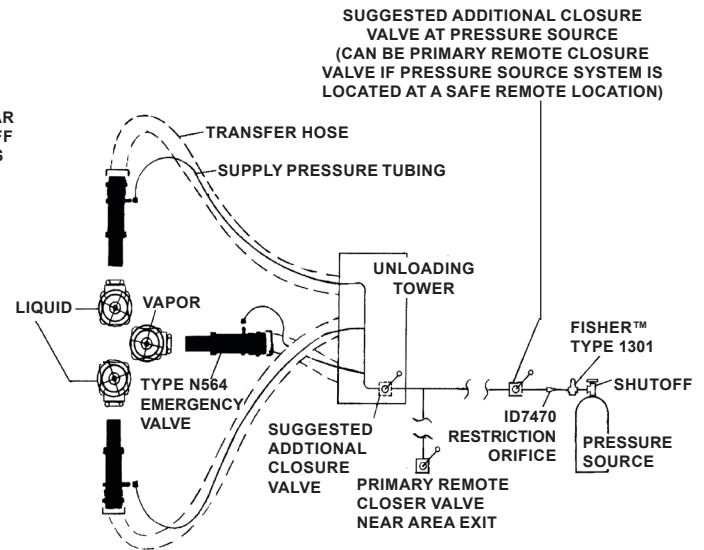 SUGGESTED ADDITIONAL CLOSURE
VALVE AT PRESSURE SOURCE
(CAN BE PRIMARY REMOTE CLOSURE
VALVE IF PRESSURE SOURCE SYSTEM IS
LOCATED AT A SAFE REMOTE LOCATION)
TRANSFER HOSE
SUPPLY PRESSURE TUBING
UNLOADING
TOWER
LIQUID
VAPOR
TYPE N564
EMERGENCY
VALVE
FISHER™
TYPE 1301
SHUTOFF
ID7470
RESTRICTION
ORIFICE
PRESSURE
SOURCE
SUGGESTED
ADDTIONAL
CLOSURE
VALVE
PRIMARY REMOTE
CLOSER VALVE
NEAR AREA EXIT